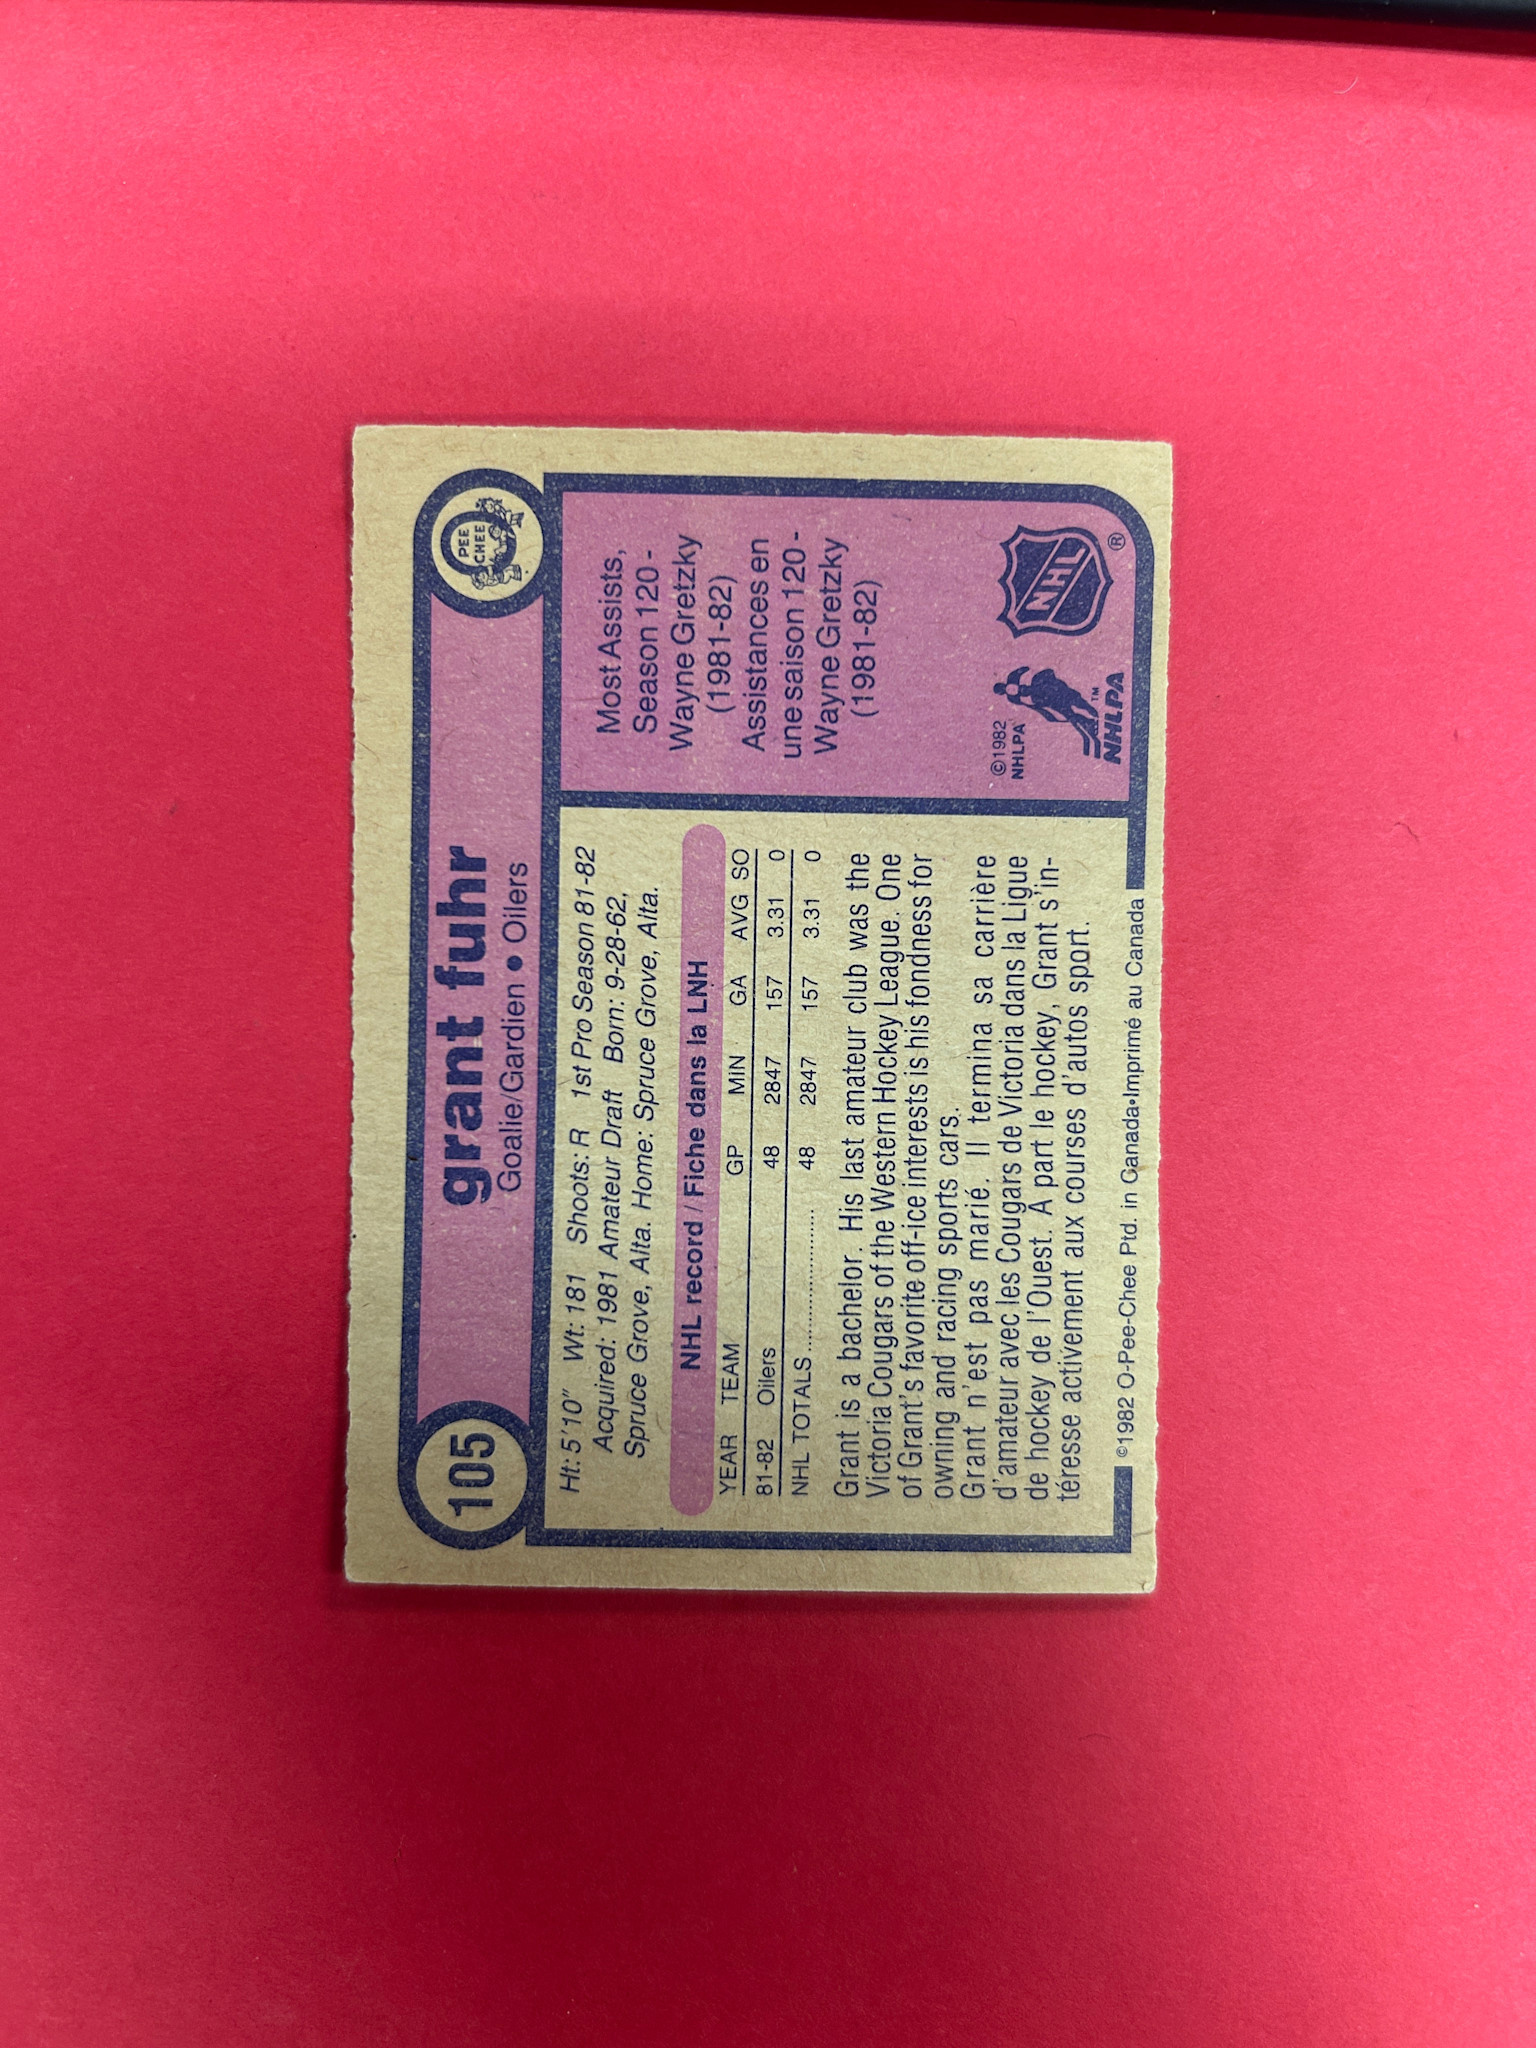 105
grant fuhr
Goalie/Gardien • Oilers
PEE
CHEE
Ht: 5'10" Wt: 181 Shoots: R 1st Pro Season 81-82
Acquired: 1981 Amateur Draft Born: 9-28-62,
Spruce Grove, Alta. Home: Spruce Grove, Alta.
NHL record / Fiche dans la LNH
YEAR TEAM GP MIN GA AVG SO
81-82 Oilers 48 2847 157 3.31 0
NHL TOTALS .................... 48 2847 157 3.31 0
Grant is a bachelor. His last amateur club was the
Victoria Cougars of the Western Hockey League. One
of Grant's favorite off-ice interests is his fondness for
owning and racing sports cars.
Grant n'est pas marié. Il termina sa carrière
d'amateur avec les Cougars de Victoria dans la Ligue
de hockey de l'Ouest. A part le hockey, Grant s'in-
téresse activement aux courses d'autos sport.
©1982 O-Pee-Chee Ptd. in Canada•Imprimé au Canada
Most Assists,
Season 120 -
Wayne Gretzky
(1981-82)
Assistances en
une saison 120 -
Wayne Gretzky
(1981-82)
©1982
NHLPA
TM
NHLPA
NHL
®